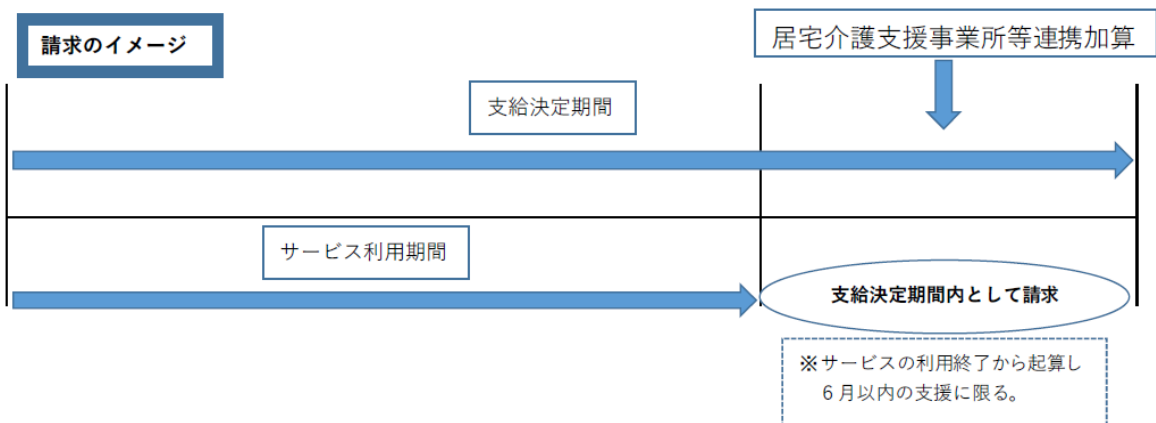 請求のイメージ
居宅介護支援事業所等連携加算
支給決定期間
サービス利用期間
支給決定期間内として請求
※サービスの利用終了から起算し
６月以内の支援に限る。